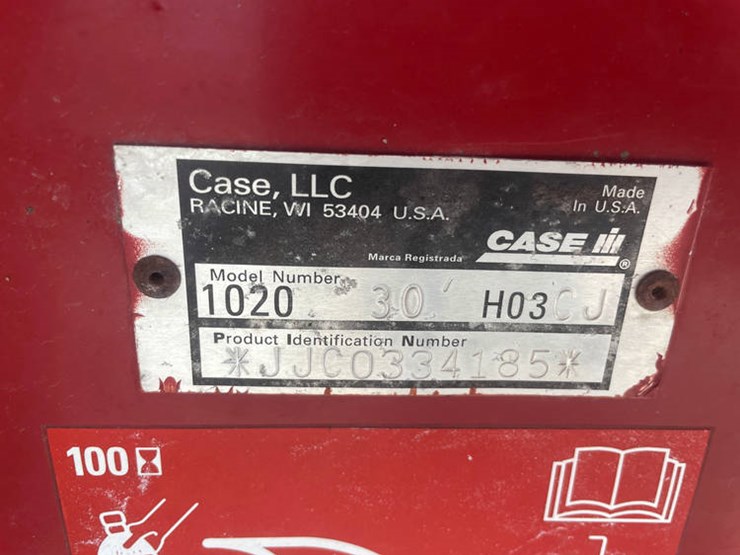 Case, LLC
RACINE, WI 53404 U.S.A.
Made
In U.S.A.
CASE IH ®
Marca Registrada
Model Number
1020 30' H03CJ
Product Identification Number
*JJC0334185*
100